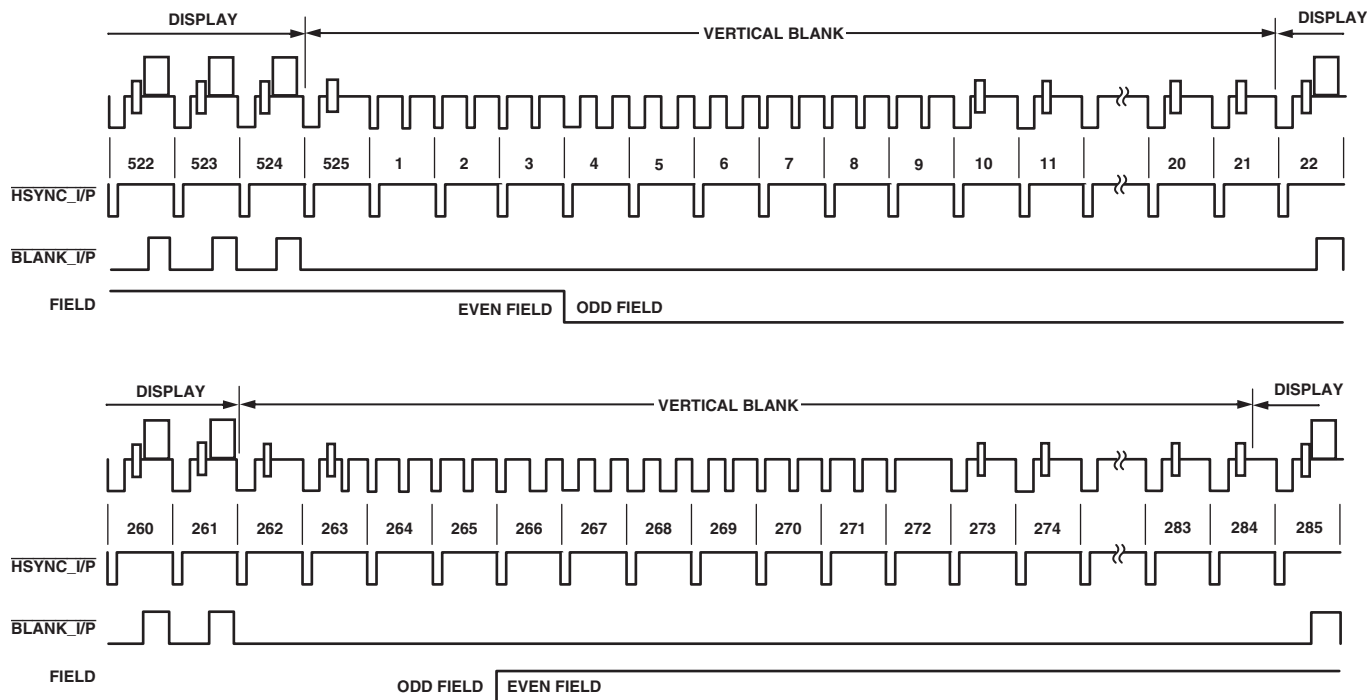 DISPLAY VERTICAL BLANK DISPLAY
522 523 524 525 1 2 3 4 5 6 7 8 9 10 11 20 21 22
HSYNC_I/P
BLANK_I/P
FIELD EVEN FIELD ODD FIELD
DISPLAY VERTICAL BLANK DISPLAY
260 261 262 263 264 265 266 267 268 269 270 271 272 273 274 283 284 285
HSYNC_I/P
BLANK_I/P
FIELD ODD FIELD EVEN FIELD